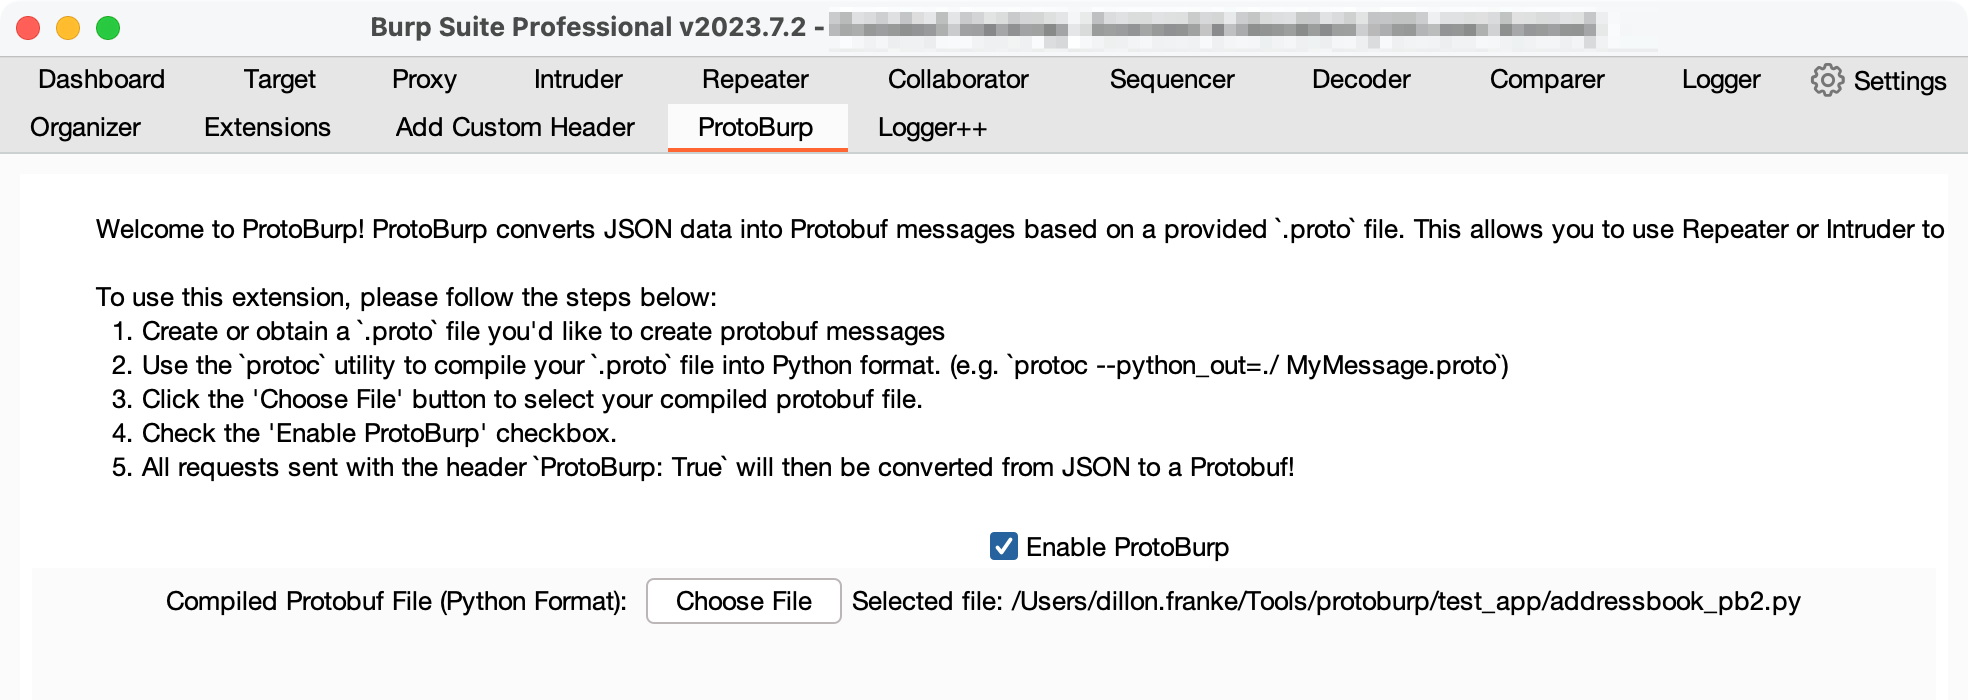 Burp Suite Professional v2023.7.2 -
Dashboard Target Proxy Intruder Repeater Collaborator Sequencer Decoder Comparer Logger Settings
Organizer Extensions Add Custom Header ProtoBurp Logger++
Welcome to ProtoBurp! ProtoBurp converts JSON data into Protobuf messages based on a provided `.proto` file. This allows you to use Repeater or Intruder to
To use this extension, please follow the steps below:
1. Create or obtain a `.proto` file you'd like to create protobuf messages
2. Use the `protoc` utility to compile your `.proto` file into Python format. (e.g. `protoc --python_out=./ MyMessage.proto`)
3. Click the 'Choose File' button to select your compiled protobuf file.
4. Check the 'Enable ProtoBurp' checkbox.
5. All requests sent with the header `ProtoBurp: True` will then be converted from JSON to a Protobuf!
Enable ProtoBurp
Compiled Protobuf File (Python Format): Choose File Selected file: /Users/dillon.franke/Tools/protoburp/test_app/addressbook_pb2.py